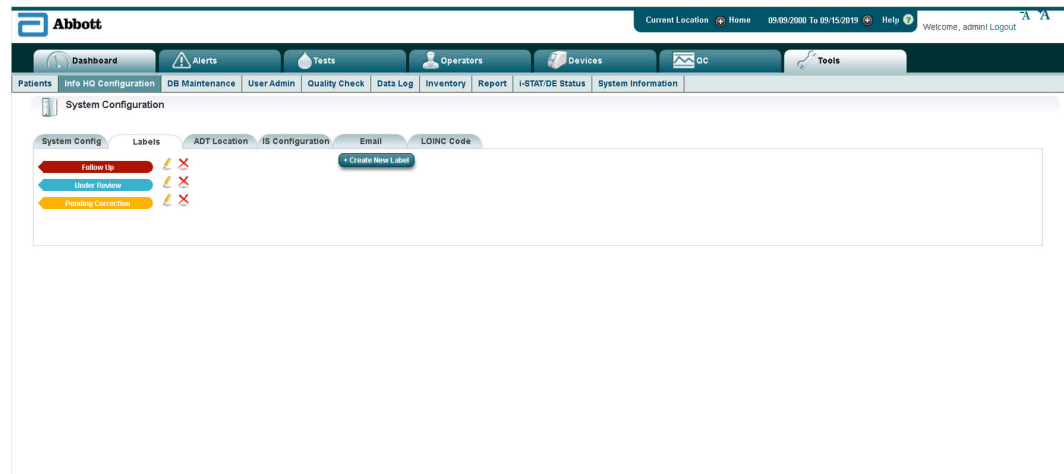 Abbott
Current Location Home 09/09/2000 To 09/15/2019 Help ? Welcome, admin! Logout -A +A
Dashboard Alerts Tests Operators Devices QC Tools
Patients Info HQ Configuration DB Maintenance User Admin Quality Check Data Log Inventory Report i-STAT/DE Status System Information
System Configuration
System Config Labels ADT Location IS Configuration Email LOINC Code
Follow Up + Create New Label
Under Review
Pending Correction